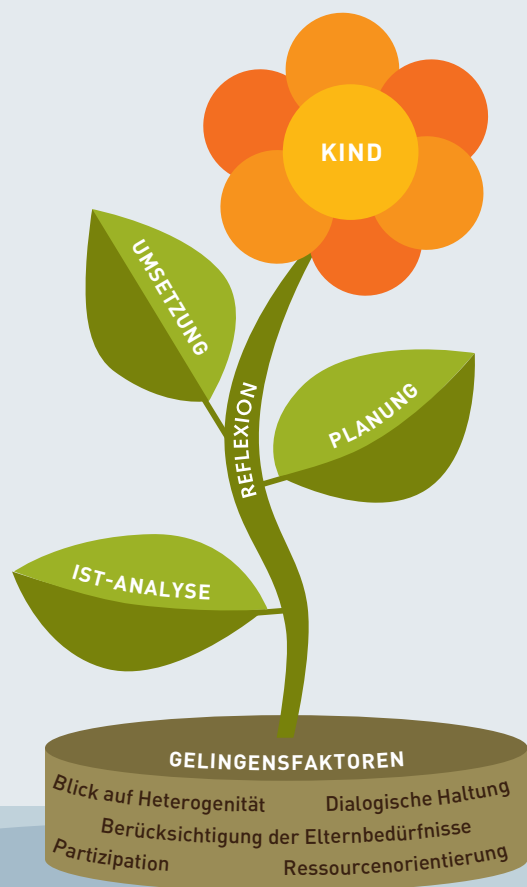 KIND
UMSETZUNG
PLANUNG
REFLEXION
IST-ANALYSE
GELINGENSFAKTOREN
Blick auf Heterogenität
Dialogische Haltung
Berücksichtigung der Elternbedürfnisse
Partizipation
Ressourcenorientierung